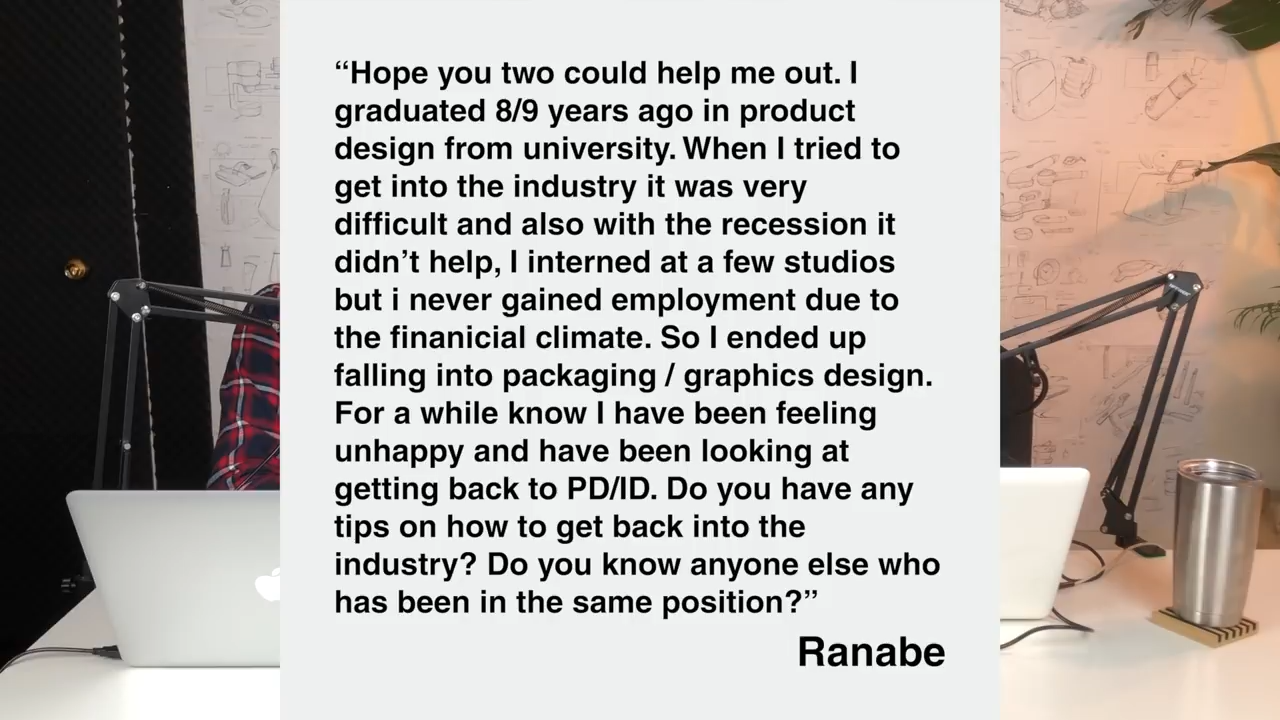 “Hope you two could help me out. I
graduated 8/9 years ago in product
design from university. When I tried to
get into the industry it was very
difficult and also with the recession it
didn’t help, I interned at a few studios
but i never gained employment due to
the finanicial climate. So I ended up
falling into packaging / graphics design.
For a while know I have been feeling
unhappy and have been looking at
getting back to PD/ID. Do you have any
tips on how to get back into the
industry? Do you know anyone else who
has been in the same position?”
Ranabe